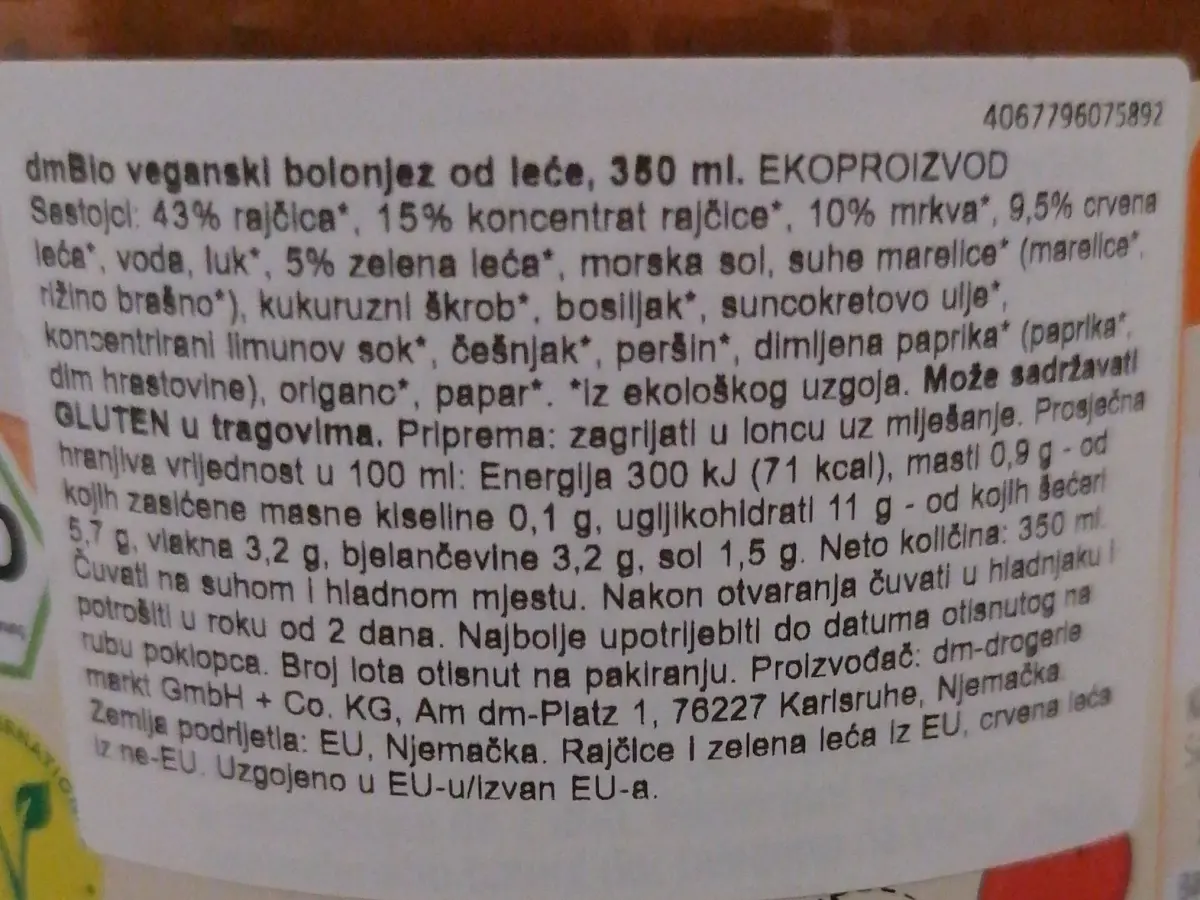 4067796075892
dmBio veganski bolonjez od leće, 350 ml. EKOPROIZVOD
Sastojci: 43% rajčica*, 15% koncentrat rajčice*, 10% mrkva*, 9,5% crvena
leća*, voda, luk*, 5% zelena leća*, morska sol, suhe marelice* (marelice*,
rižino brašno*), kukuruzni škrob*, bosiljak*, suncokretovo ulje*,
koncentrirani limunov sok*, češnjak*, peršin*, dimljena paprika* (paprika*,
dim hrastovine), origano*, papar*. *iz ekološkog uzgoja. Može sadržavati
GLUTEN u tragovima. Priprema: zagrijati u loncu uz miješanje. Prosječna
hranjiva vrijednost u 100 ml: Energija 300 kJ (71 kcal), masti 0,9 g - od
kojih zasićene masne kiseline 0,1 g, ugljikohidrati 11 g - od kojih šećeri
5,7 g, vlakna 3,2 g, bjelančevine 3,2 g, sol 1,5 g. Neto količina: 350 ml.
Čuvati na suhom i hladnom mjestu. Nakon otvaranja čuvati u hladnjaku i
potrošiti u roku od 2 dana. Najbolje upotrijebiti do datuma otisnutog na
rubu poklopca. Broj lota otisnut na pakiranju. Proizvođač: dm-drogerie
markt GmbH + Co. KG, Am dm-Platz 1, 76227 Karlsruhe, Njemačka.
Zemlja podrijetla: EU, Njemačka. Rajčice i zelena leća iz EU, crvena leća
iz ne-EU. Uzgojeno u EU-u/izvan EU-a.